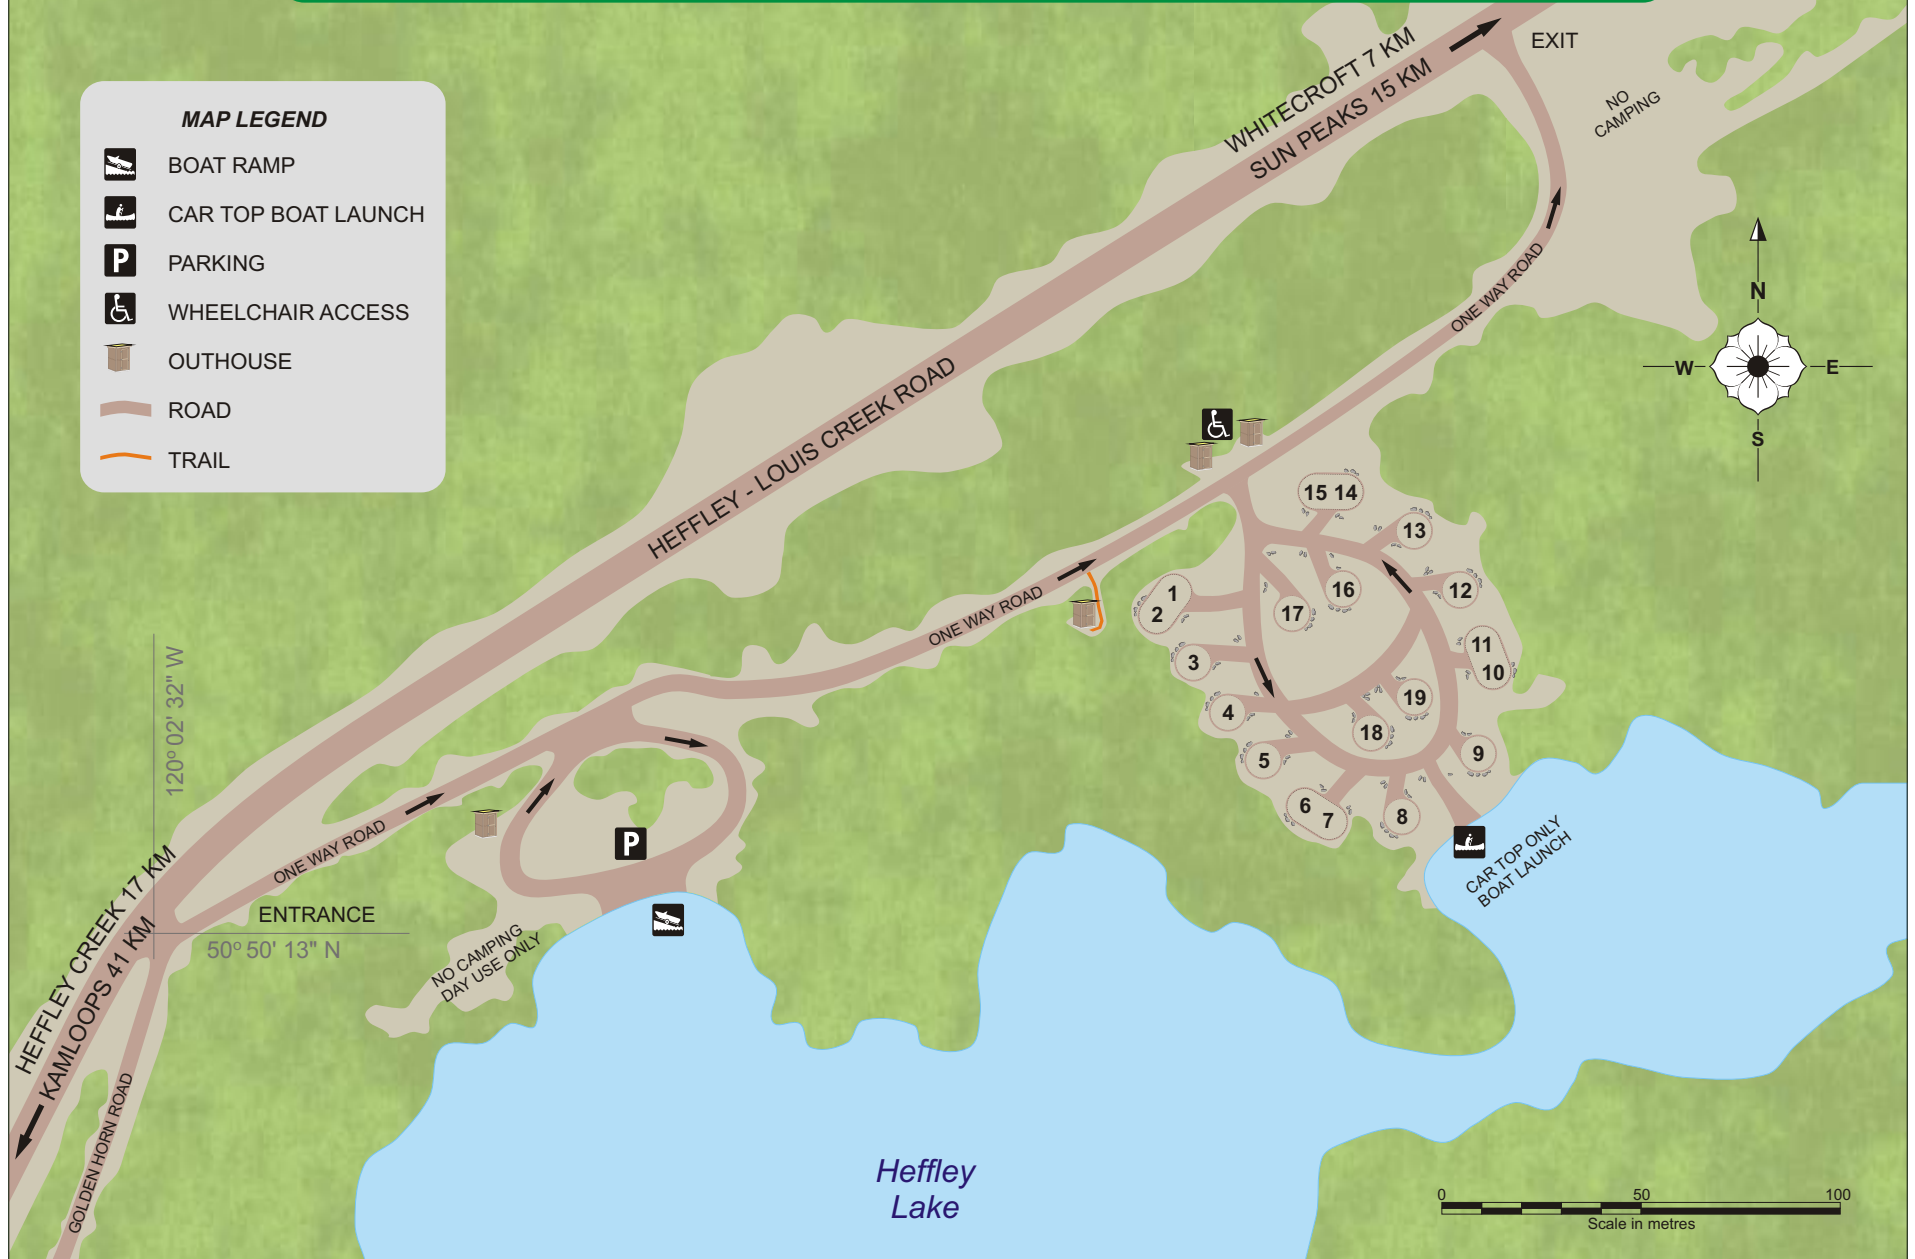 EXIT
WHITECROFT 7 KM
SUN PEAKS 15 KM
NO
CAMPING
MAP LEGEND
BOAT RAMP
CAR TOP BOAT LAUNCH
P
PARKING
WHEELCHAIR ACCESS
OUTHOUSE
ROAD
TRAIL
N
W
E
S
ONE WAY ROAD
HEFFLEY - LOUIS CREEK ROAD
15 14
13
12
16
17
1
2
3
4
5
6
7
8
9
10
11
18
19
ONE WAY ROAD
120º 02' 32" W
ONE WAY ROAD
P
CAR TOP ONLY
BOAT LAUNCH
HEFFLEY CREEK 17 KM
KAMLOOPS 41 KM
ENTRANCE
50º 50' 13" N
NO CAMPING
DAY USE ONLY
GOLDEN HORN ROAD
Heffley
Lake
0 50 100
Scale in metres